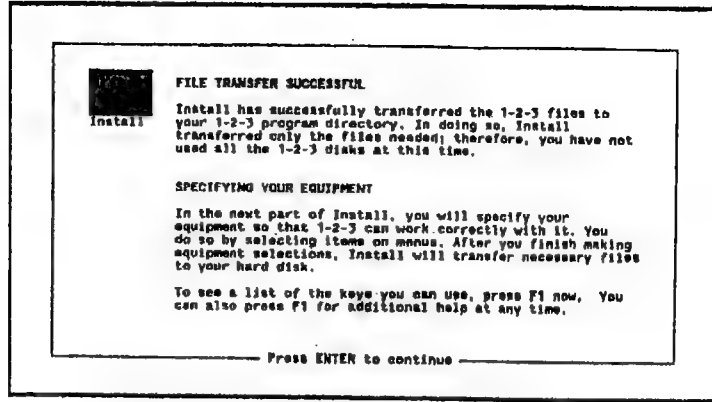 FILE TRANSFER SUCCESSFUL
Install has successfully transferred the 1-2-3 files to
your 1-2-3 program directory. In doing so, Install
transferred only the files needed; therefore, you have not
used all the 1-2-3 disks at this time.
Install
SPECIFYING YOUR EQUIPMENT
In the next part of Install, you will specify your
equipment so that 1-2-3 can work correctly with it. You
do so by selecting items on menus. After you finish making
equipment selections, Install will transfer necessary files
to your hard disk.
To see a list of the keys you can use, press F1 now. You
can also press F1 for additional help at any time.
Press ENTER to continue